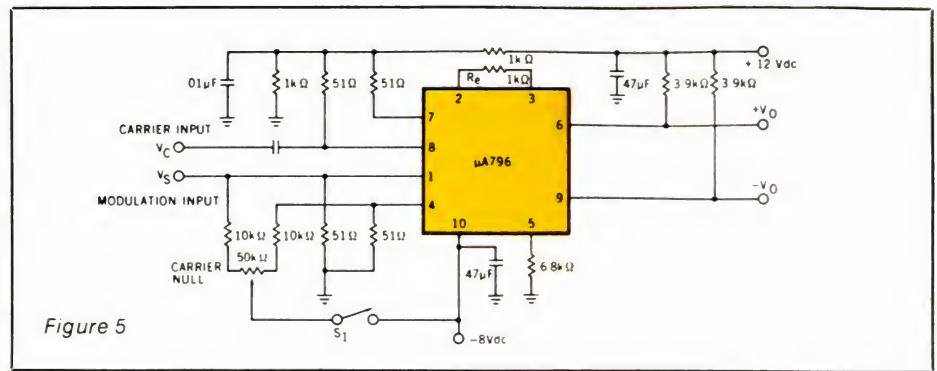 1kΩ
+ 12 Vdc
01µF
1kΩ
51Ω
51Ω
Re
1kΩ
47µF
3.9kΩ
3.9kΩ
2
3
7
6
+VO
CARRIER INPUT
VC
8
µA796
VS
1
MODULATION INPUT
4
9
-VO
10
5
10kΩ
10kΩ
51Ω
51Ω
50kΩ
CARRIER
NULL
47µF
6.8kΩ
S1
-8Vdc
Figure 5